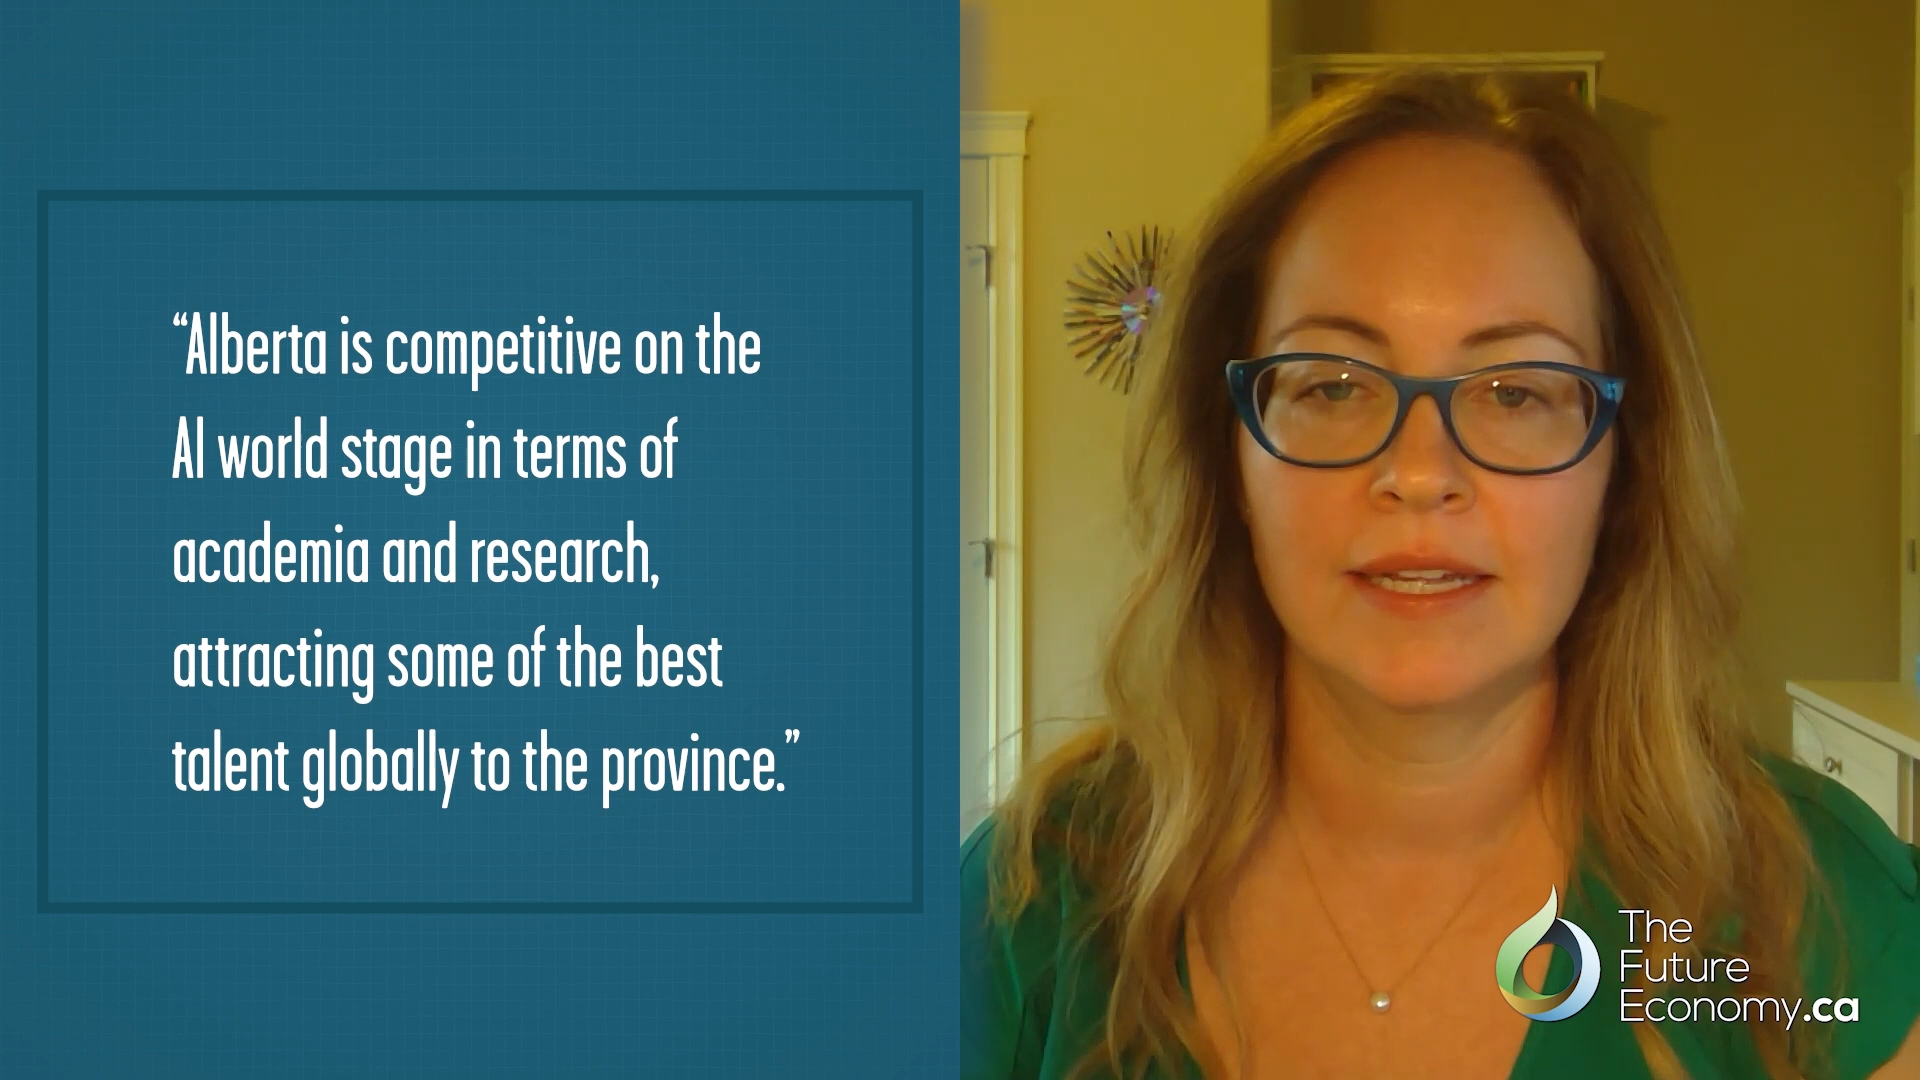 “Alberta is competitive on the
AI world stage in terms of
academia and research,
attracting some of the best
talent globally to the province.”
The
Future
Economy.ca